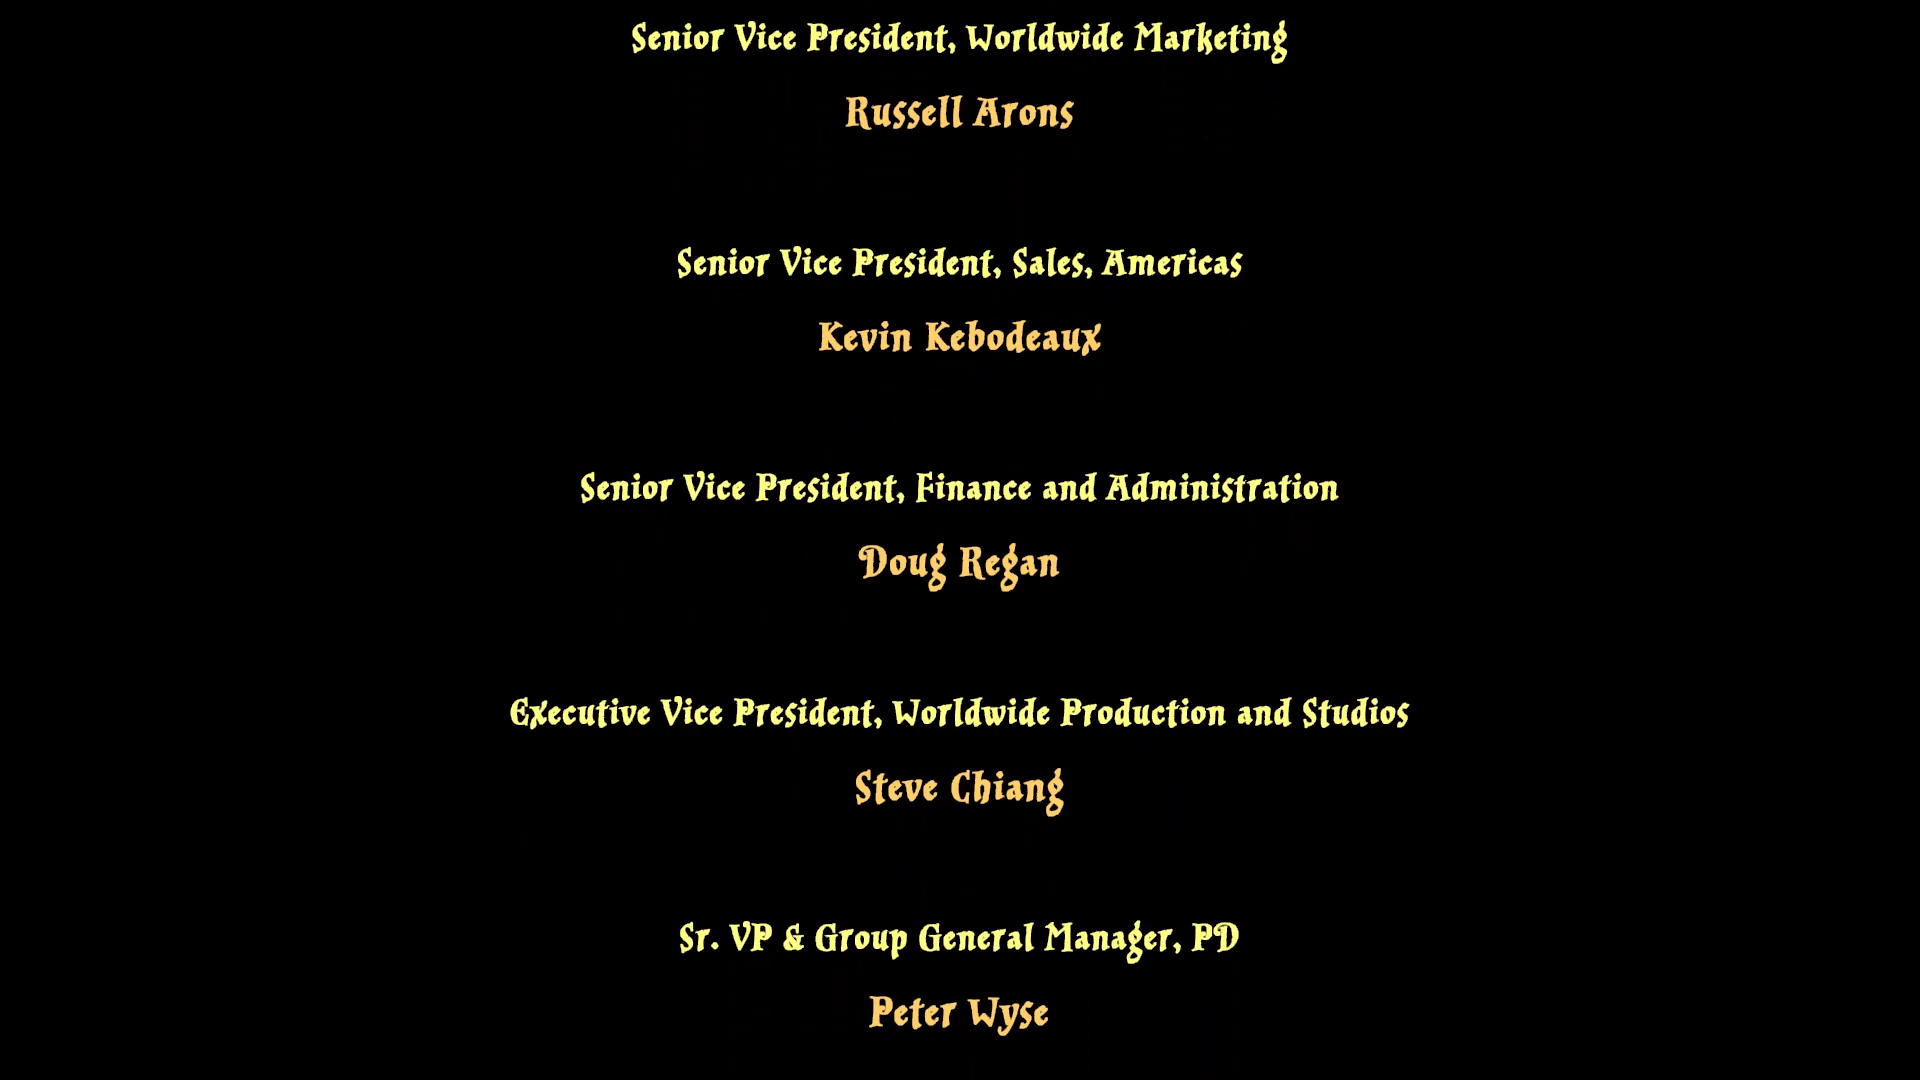 Senior Vice President, Worldwide Marketing
Russell Arons
Senior Vice President, Sales, Americas
Kevin Kebodeaux
Senior Vice President, Finance and Administration
Doug Regan
Executive Vice President, Worldwide Production and Studios
Steve Chiang
Sr. VP & Group General Manager, PD
Peter Wyse